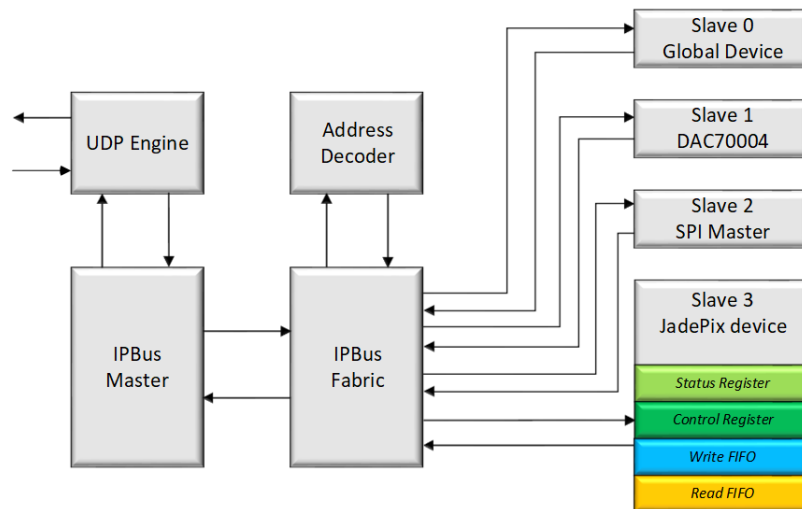 UDP Engine
Address
Decoder
IPBus
Master
IPBus
Fabric
Slave 0
Global Device
Slave 1
DAC70004
Slave 2
SPI Master
Slave 3
JadePix device
Status Register
Control Register
Write FIFO
Read FIFO